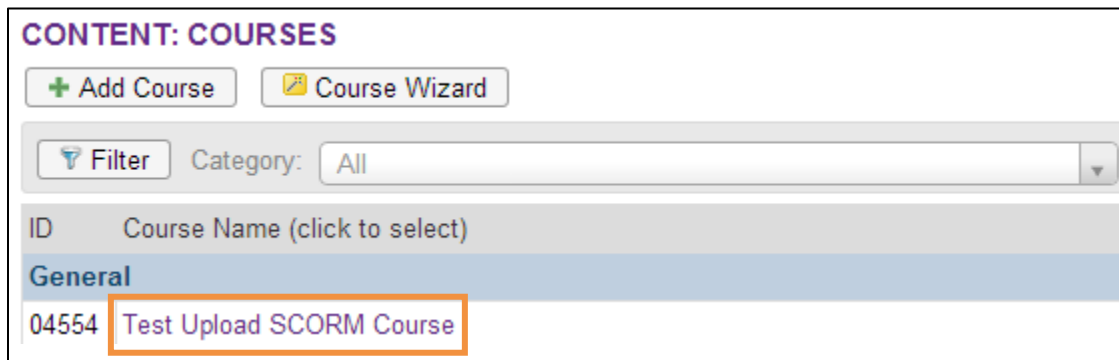 CONTENT: COURSES
Add Course Course Wizard
Filter Category: All
ID Course Name (click to select)
General
04554 Test Upload SCORM Course